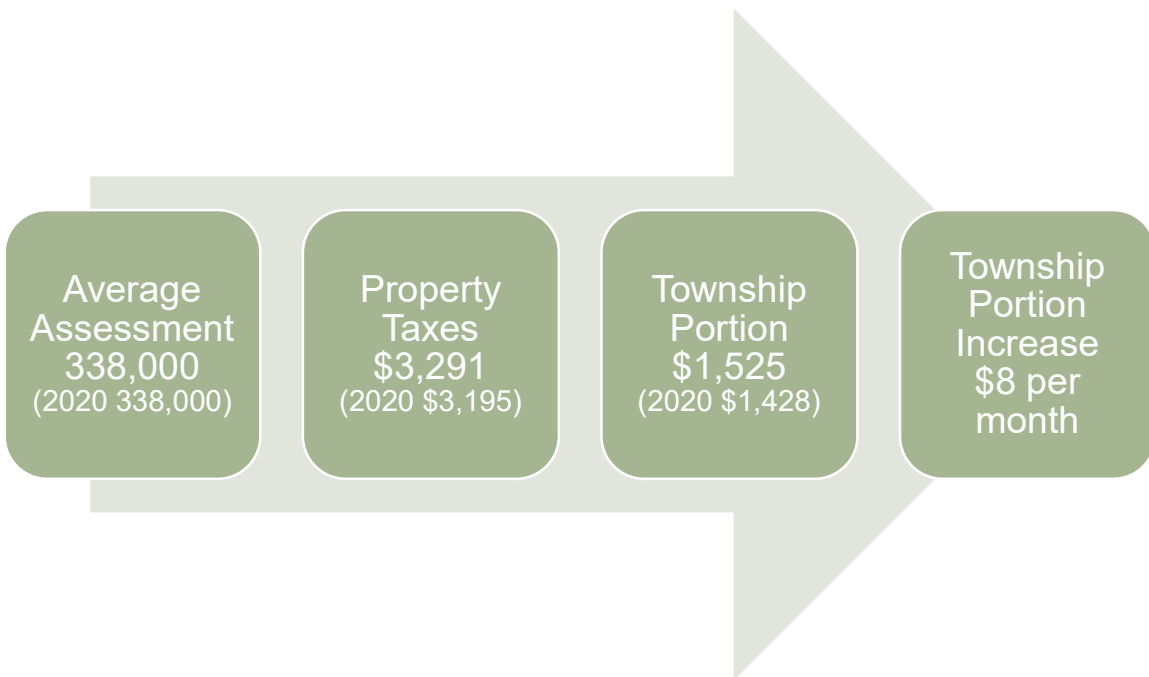 Average
Assessment
338,000
(2020 338,000)
Property
Taxes
$3,291
(2020 $3,195)
Township
Portion
$1,525
(2020 $1,428)
Township
Portion
Increase
$8 per
month